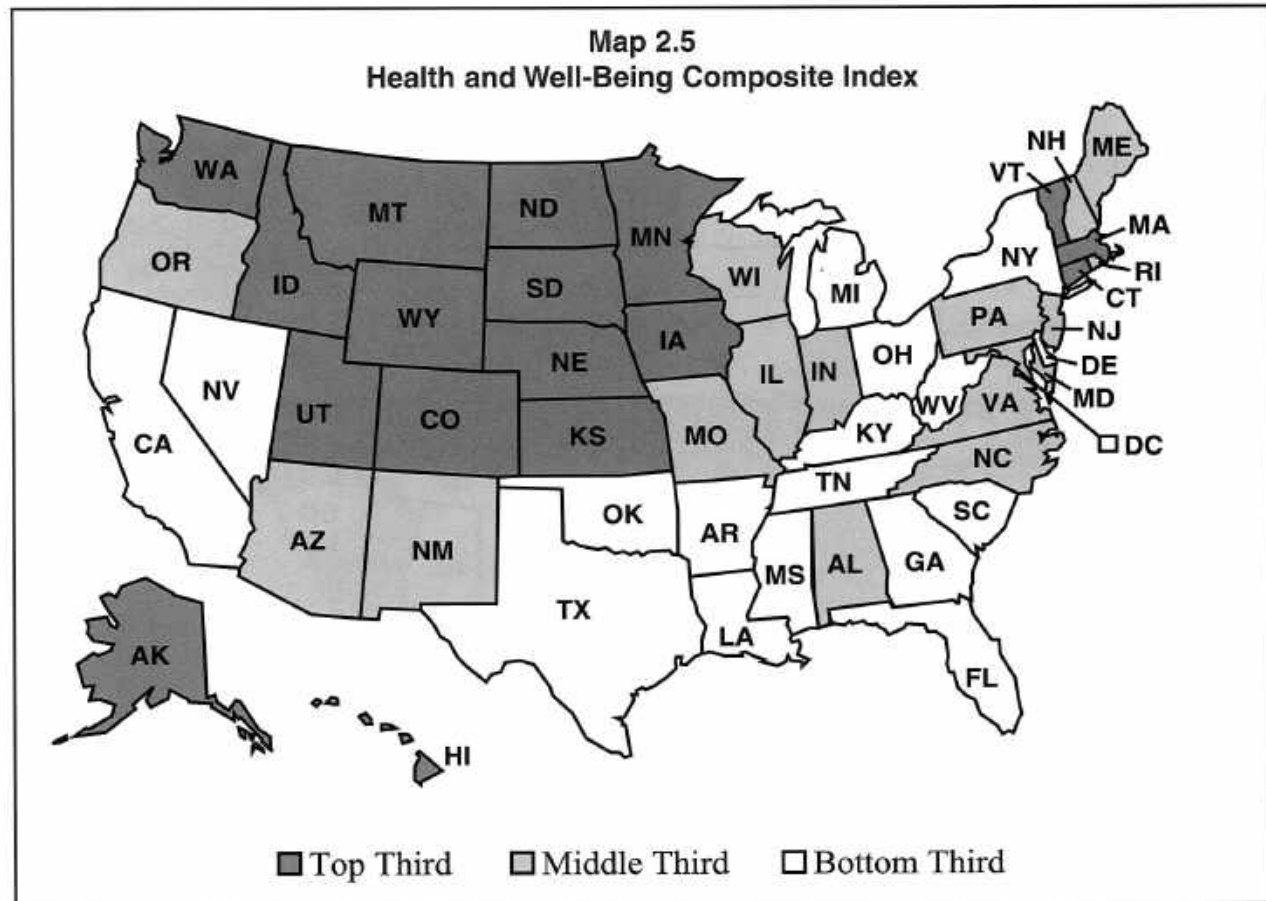 Map 2.5
Health and Well-Being Composite Index
WA
MT
ND
MN
OR
ID
WY
SD
WI
MI
NY
VT
NH
ME
MA
RI
CT
NV
UT
CO
NE
IA
IL
IN
OH
PA
NJ
DE
MD
DC
CA
KS
MO
KY
WV
VA
AZ
NM
OK
AR
TN
NC
SC
TX
LA
MS
AL
GA
FL
AK
HI
Top Third
Middle Third
Bottom Third